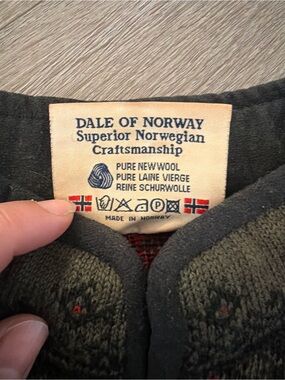 DALE OF NORWAY
Superior Norwegian
Craftsmanship
PURE NEW WOOL
PURE LAINE VIERGE
REINE SCHURWOLLE
A P
MADE IN NORWAY